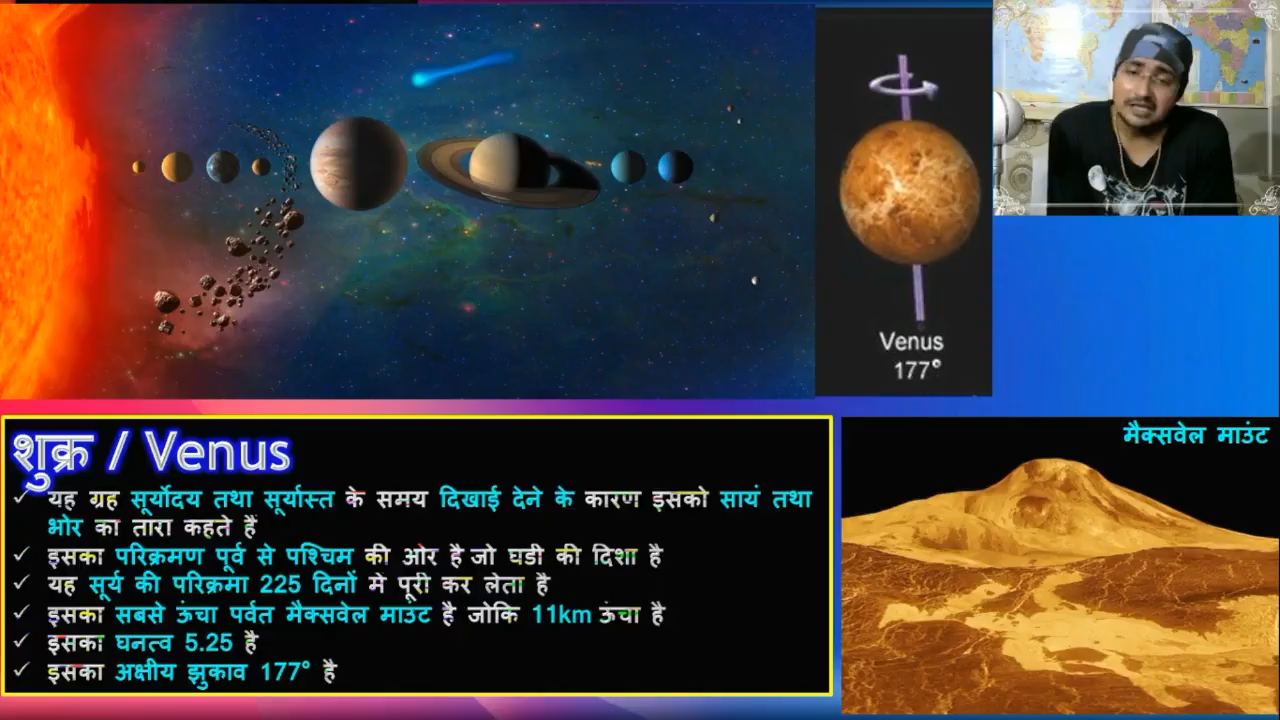 Venus
177°
शुक्र / Venus
✓ यह ग्रह सूर्योदय तथा सूर्यास्त के समय दिखाई देने के कारण इसको सायं तथा
भोर का तारा कहते हैं
✓ इसका परिक्रमण पूर्व से पश्चिम की ओर है जो घडी की दिशा है
✓ यह सूर्य की परिक्रमा 225 दिनों मे पूरी कर लेता है
✓ इसका सबसे ऊंचा पर्वत मैक्सवेल माउंट है जोकि 11km ऊंचा है
✓ इसका घनत्व 5.25 है
✓ इसका अक्षीय झुकाव 177° है
मैक्सवेल माउंट